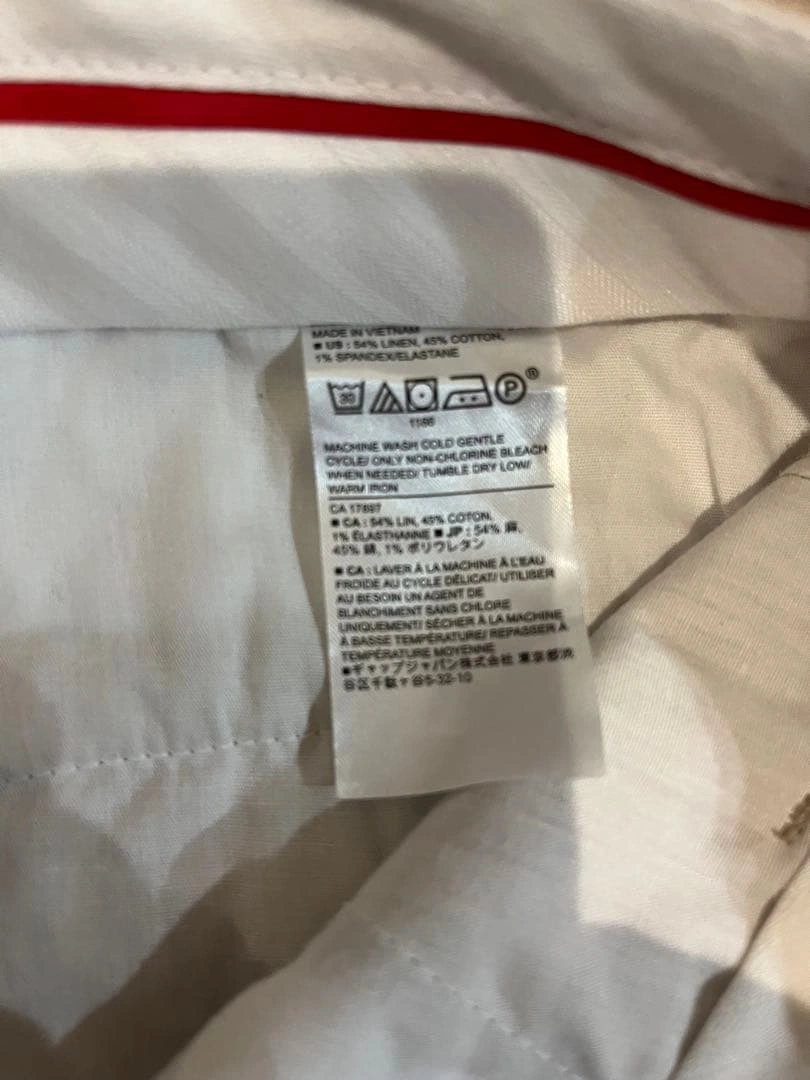 MADE IN VIETNAM
■ US : 54% LINEN, 45% COTTON,
1% SPANDEX/ELASTANE
30 P®
1196
MACHINE WASH COLD GENTLE
CYCLE/ ONLY NON-CHLORINE BLEACH
WHEN NEEDED/ TUMBLE DRY LOW/
WARM IRON
CA 17897
■ CA : 54% LIN, 45% COTON,
1% ÉLASTHANNE ■ JP : 54% 麻,
45% 綿, 1% ポリウレタン
■ CA : LAVER À LA MACHINE À L'EAU
FROIDE AU CYCLE DÉLICAT/ UTILISER
AU BESOIN UN AGENT DE
BLANCHIMENT SANS CHLORE
UNIQUEMENT/ SÉCHER À LA MACHINE
À BASSE TEMPÉRATURE/ REPASSER À
TEMPÉRATURE MOYENNE
■ギャップジャパン株式会社 東京都渋
谷区千駄ヶ谷5-32-10